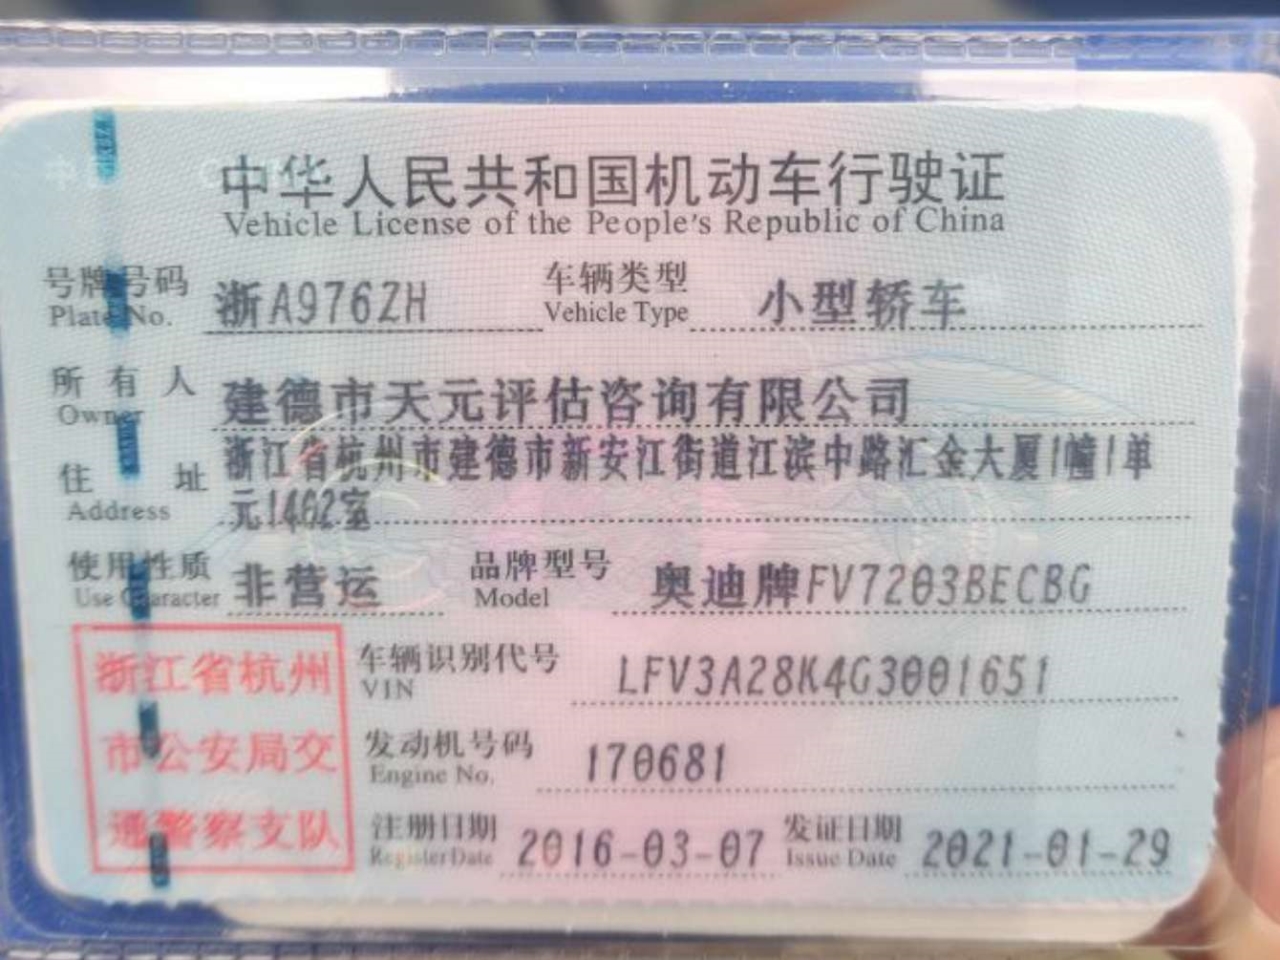 中华人民共和国机动车行驶证
Vehicle License of the People's Republic of China
号牌号码 浙A976ZH 车辆类型 小型轿车
Plate No. Vehicle Type
所有人 建德市天元评估咨询有限公司
Owner
浙江省杭州市建德市新安江街道江滨中路汇金大厦1幢1单
住址 元1402室
Address
使用性质 非营运 品牌型号 奥迪牌FV7203BECBG
Use Character Model
浙江省杭州 车辆识别代号 LFV3A28K4G3001651
VIN
市公安局交 发动机号码 170681
Engine No.
通警察支队 注册日期 2016-03-07 发证日期 2021-01-29
Register Date Issue Date